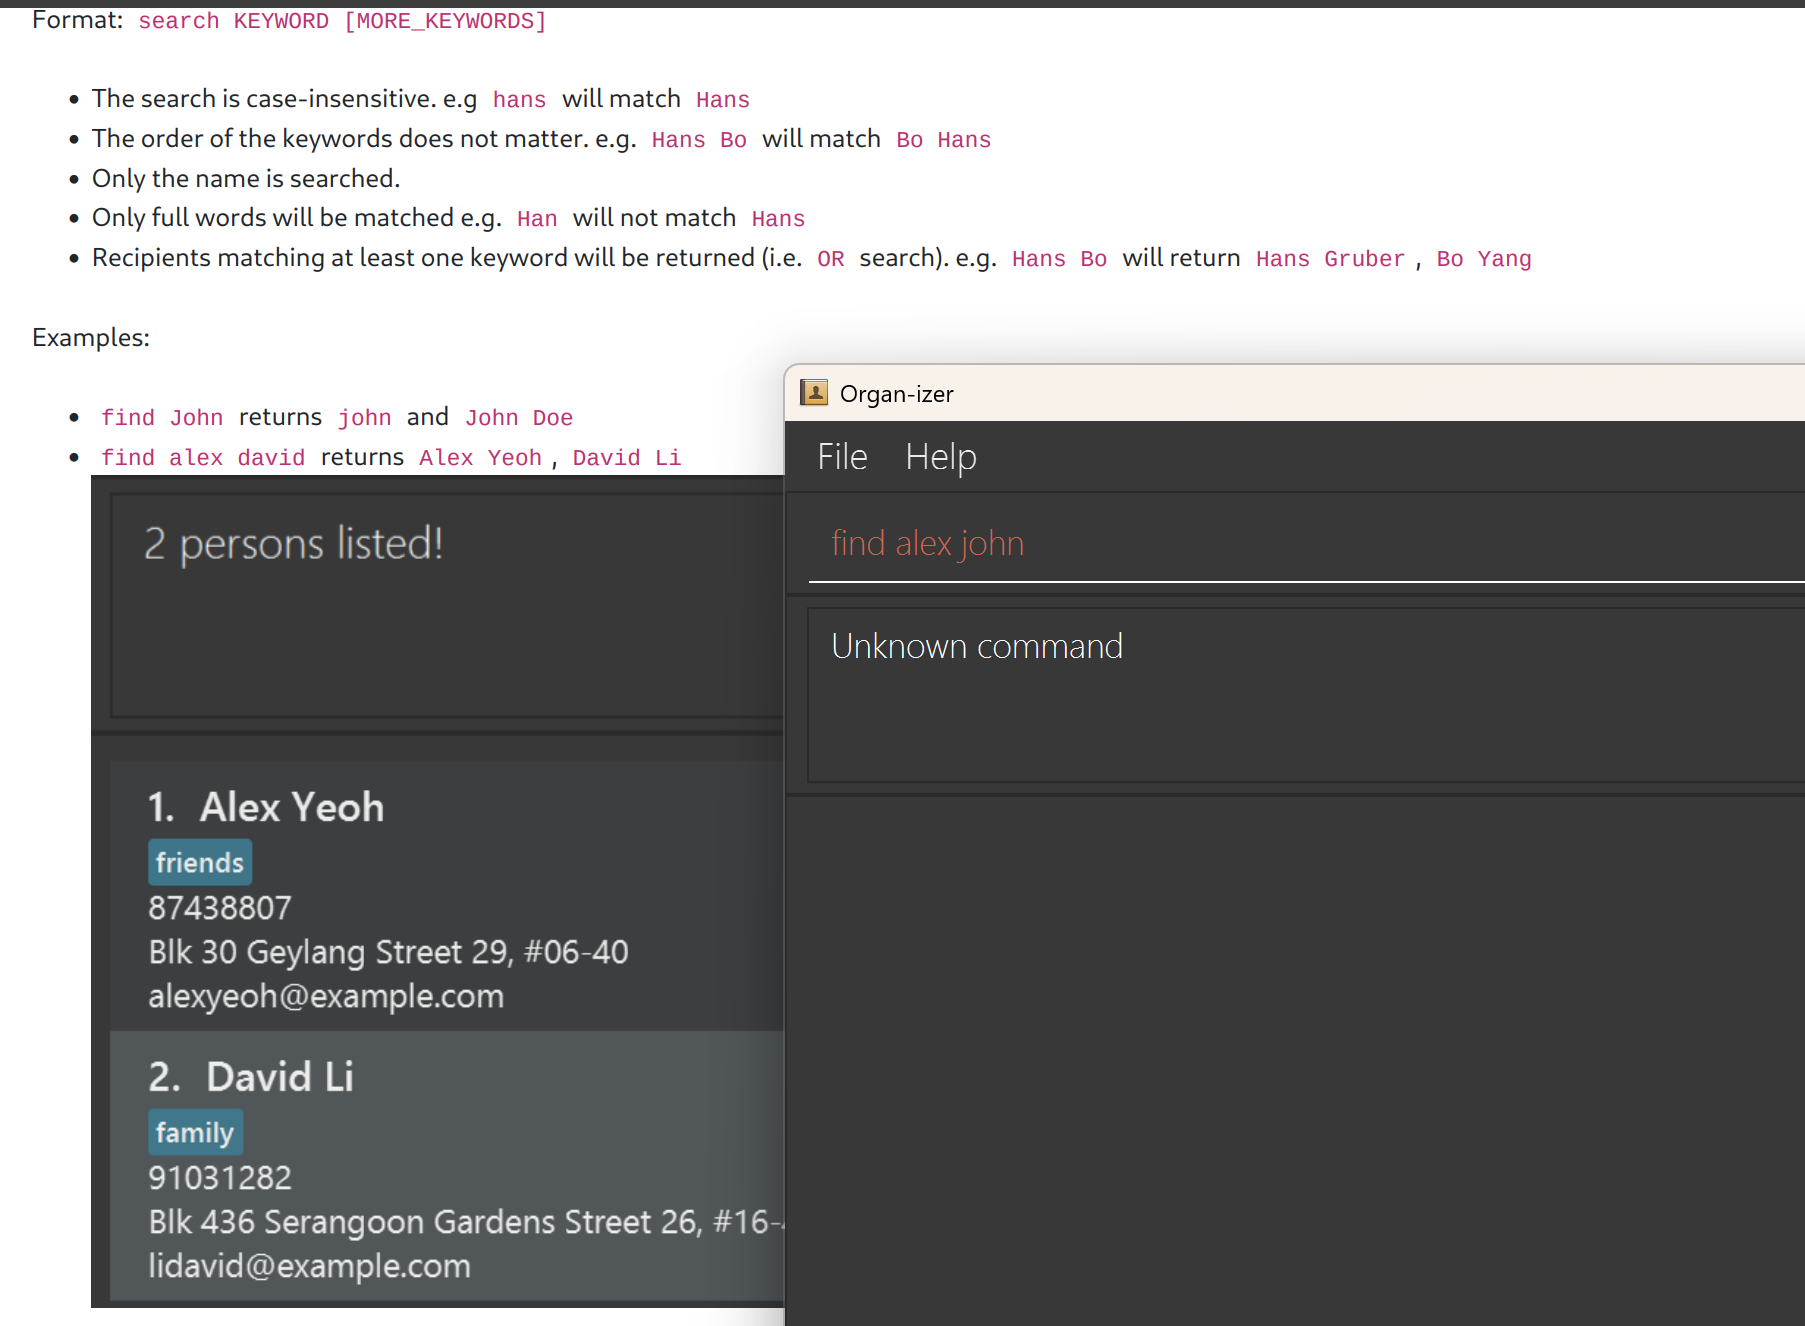 Format: search KEYWORD [MORE_KEYWORDS]
The search is case-insensitive. e.g hans will match Hans
The order of the keywords does not matter. e.g. Hans Bo will match Bo Hans
Only the name is searched.
Only full words will be matched e.g. Han will not match Hans
Recipients matching at least one keyword will be returned (i.e. OR search). e.g. Hans Bo will return Hans Gruber , Bo Yang
Examples:
find John returns john and John Doe
find alex david returns Alex Yeoh , David Li
2 persons listed!
1. Alex Yeoh
friends
87438807
Blk 30 Geylang Street 29, #06-40
alexyeoh@example.com
2. David Li
family
91031282
Blk 436 Serangoon Gardens Street 26, #16-
lidavid@example.com
Organ-izer
File Help
find alex john
Unknown command